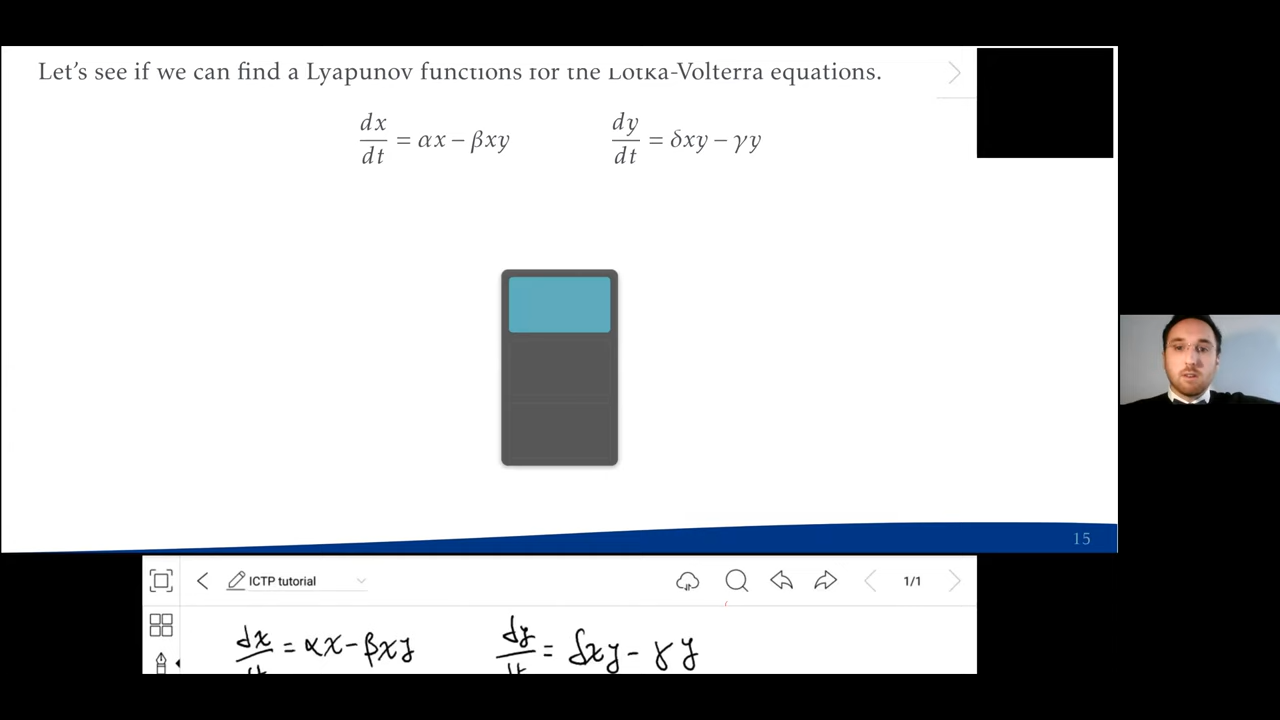 Let's see if we can find a Lyapunov functions for the Lotka-Volterra equations.
dx/dt = αx − βxy    dy/dt = δxy − γy
15
ICTP tutorial    1/1
dx/dt = αx − βxy    dy/dt = δxy − γy